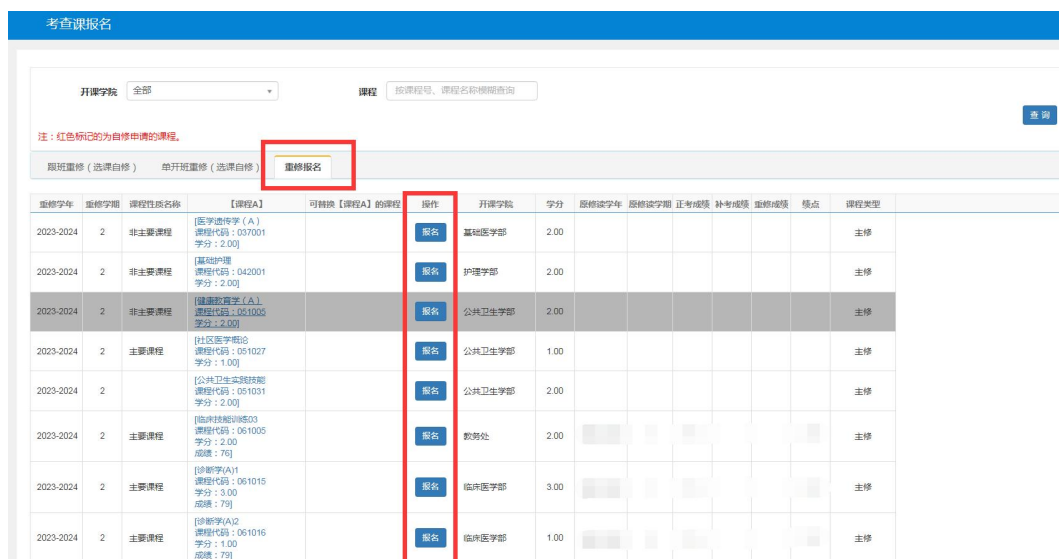 考查课报名
开课学院 全部 课程 按课程号、课程名称模糊查询
查 询
注：红色标记的为自修申请的课程。
跟班重修（选课自修） 单开班重修（选课自修） 重修报名
重修学年 重修学期 课程性质名称 【课程A】 可替换【课程A】的课程 操作 开课学院 学分 原修读学年 原修读学期 正考成绩 补考成绩 重修成绩 绩点 课程类型
[医学遗传学（A）
2023-2024 2 非主要课程 课程代码：037001 报名 基础医学部 2.00 主修
学分：2.00]
[基础护理
2023-2024 2 非主要课程 课程代码：042001 报名 护理学部 2.00 主修
学分：2.00]
[健康教育学（A）
2023-2024 2 非主要课程 课程代码：051005 报名 公共卫生学部 2.00 主修
学分：2.00]
[社区医学概论
2023-2024 2 主要课程 课程代码：051027 报名 公共卫生学部 1.00 主修
学分：1.00]
[公共卫生实践技能
2023-2024 2 课程代码：051031 报名 公共卫生学部 2.00 主修
学分：2.00]
[临床技能训练03
课程代码：061005
2023-2024 2 主要课程 报名 教务处 2.00 主修
学分：2.00
成绩：76]
[诊断学(A)1
课程代码：061015
2023-2024 2 主要课程 报名 临床医学部 3.00 主修
学分：3.00
成绩：79]
[诊断学(A)2
课程代码：061016
2023-2024 2 主要课程 报名 临床医学部 1.00 主修
学分：1.00
成绩：79]